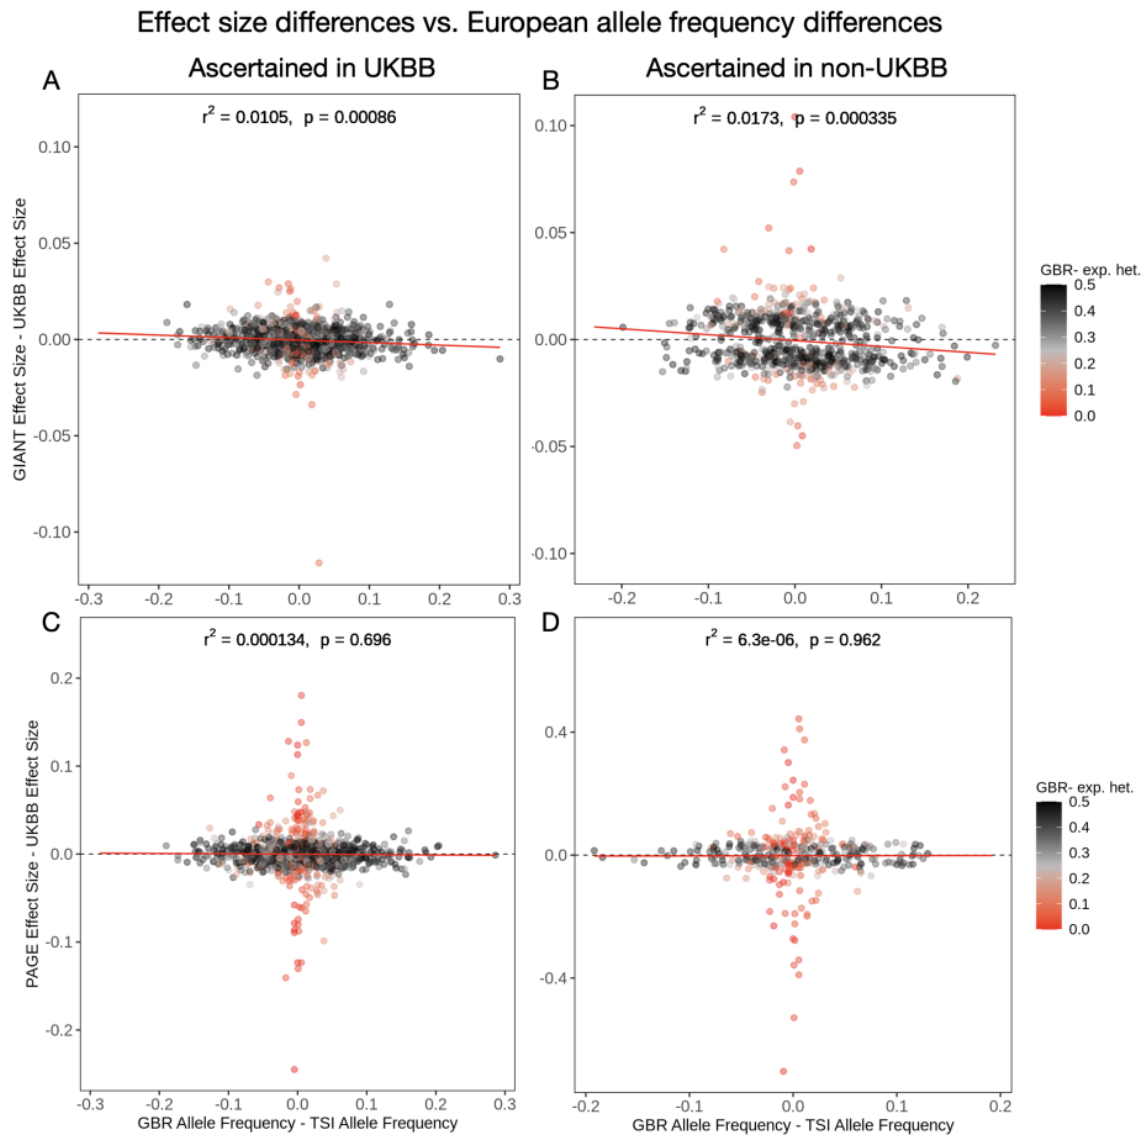 Effect size differences vs. European allele frequency differences
Ascertained in UKBB
Ascertained in non-UKBB
A
r² = 0.0105, p = 0.00086
GIANT Effect Size - UKBB Effect Size
0.10
0.05
0.00
-0.05
-0.10
-0.3 -0.2 -0.1 0.0 0.1 0.2 0.3
B
r² = 0.0173, p = 0.000335
0.10
0.05
0.00
-0.05
-0.10
-0.2 -0.1 0.0 0.1 0.2
GBR- exp. het.
0.5
0.4
0.3
0.2
0.1
0.0
C
r² = 0.000134, p = 0.696
PAGE Effect Size - UKBB Effect Size
0.2
0.1
0.0
-0.1
-0.2
-0.3 -0.2 -0.1 0.0 0.1 0.2 0.3
GBR Allele Frequency - TSI Allele Frequency
D
r² = 6.3e-06, p = 0.962
0.4
0.0
-0.4
-0.2 -0.1 0.0 0.1 0.2
GBR Allele Frequency - TSI Allele Frequency
GBR- exp. het.
0.5
0.4
0.3
0.2
0.1
0.0